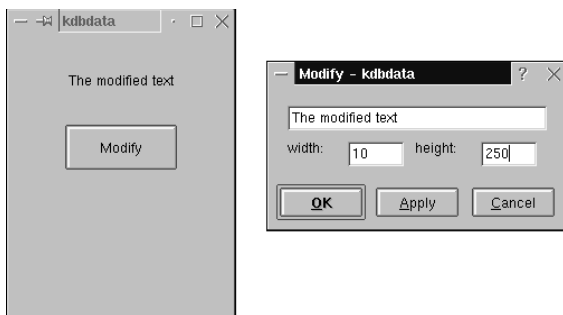 kdbdata
The modified text
Modify
Modify - kdbdata
The modified text
width: 10 height: 250
OK Apply Cancel